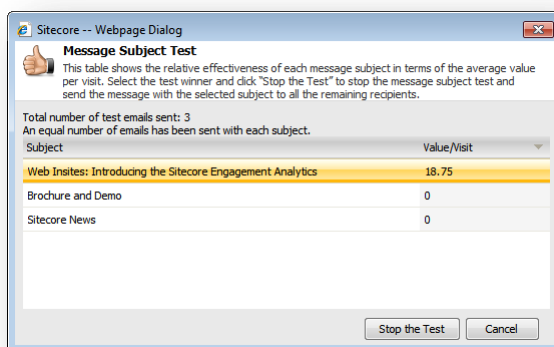 Sitecore -- Webpage Dialog
Message Subject Test
This table shows the relative effectiveness of each message subject in terms of the average value
per visit. Select the test winner and click "Stop the Test" to stop the message subject test and
send the message with the selected subject to all the remaining recipients.
Total number of test emails sent: 3
An equal number of emails has been sent with each subject.
Subject Value/Visit
Web Insites: Introducing the Sitecore Engagement Analytics 18.75
Brochure and Demo 0
Sitecore News 0
Stop the Test Cancel